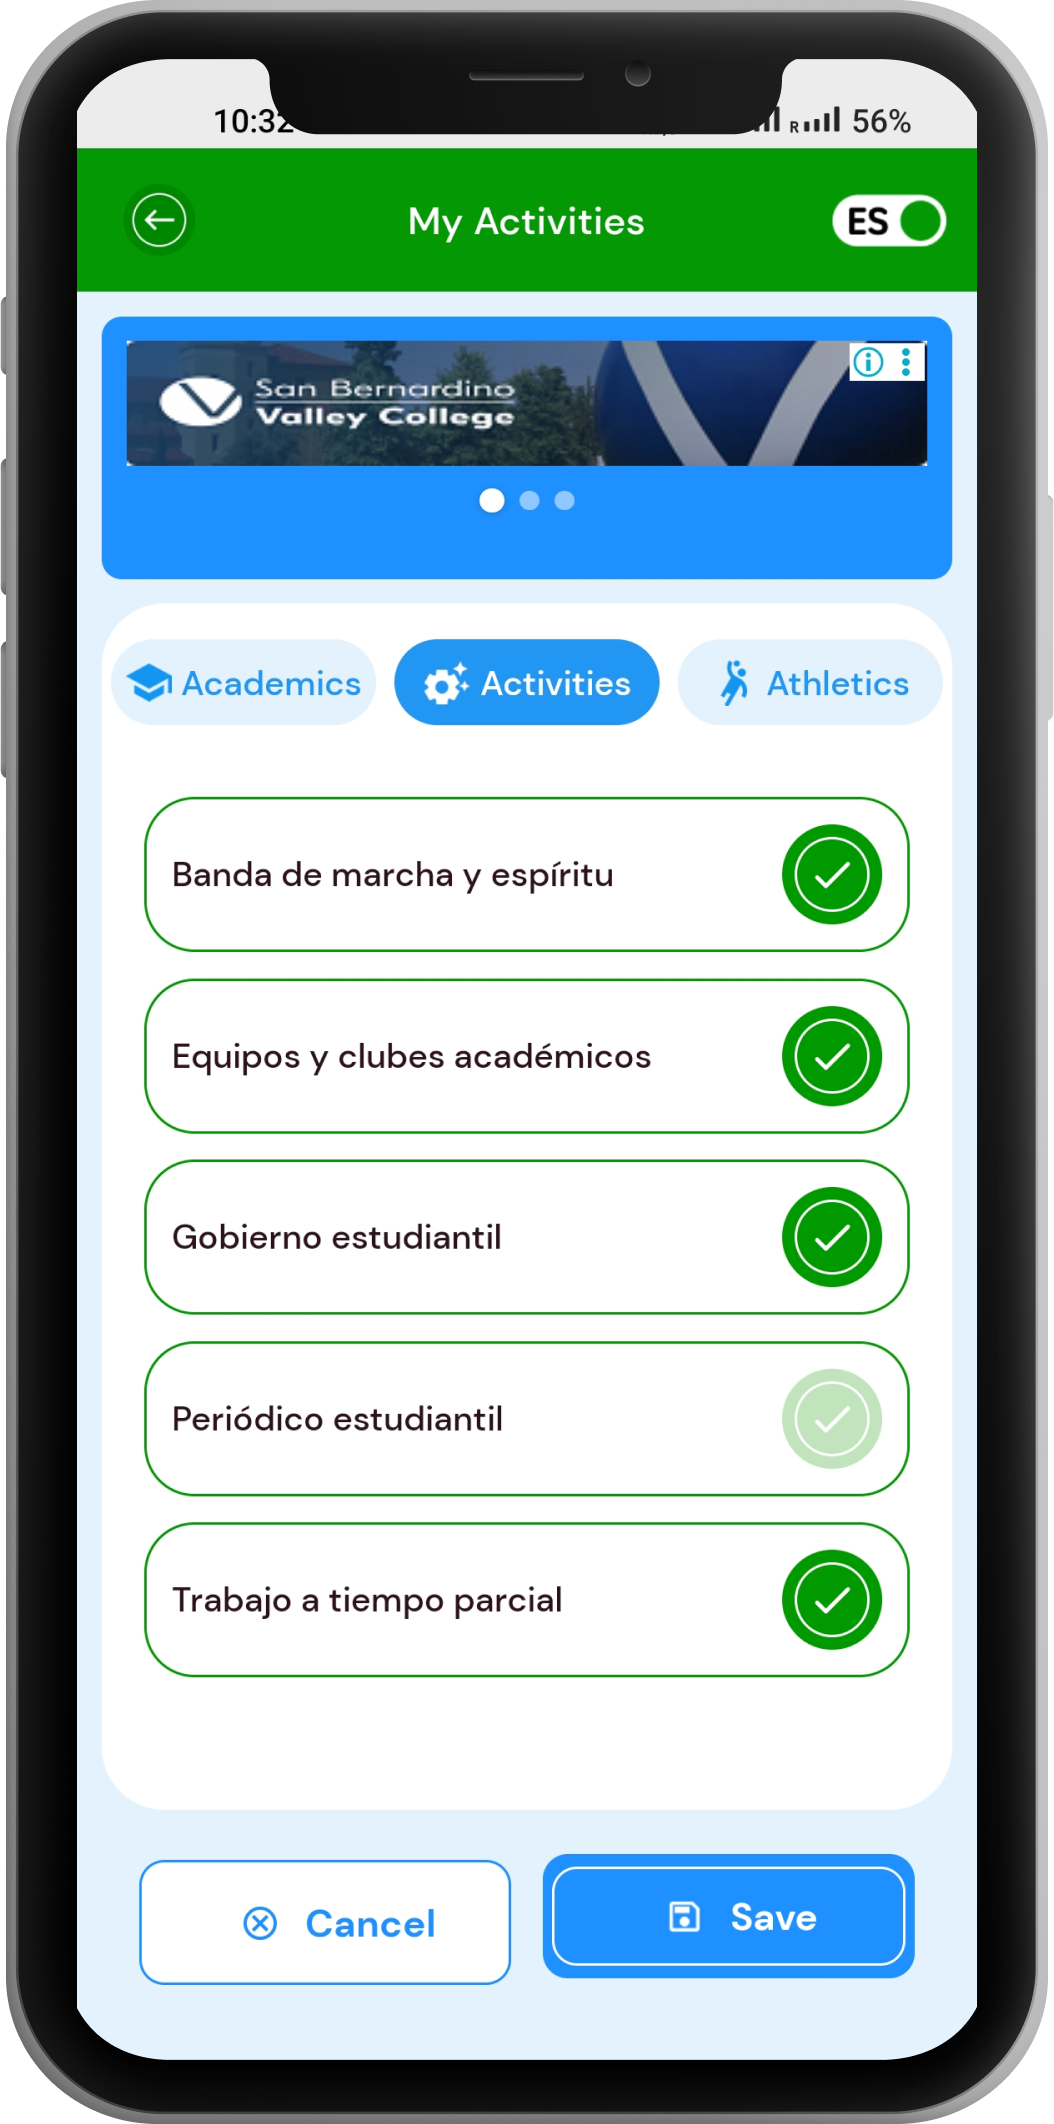 10:32
R 56%
My Activities
ES
San Bernardino
Valley College
Academics
Activities
Athletics
Banda de marcha y espíritu
Equipos y clubes académicos
Gobierno estudiantil
Periódico estudiantil
Trabajo a tiempo parcial
Cancel
Save